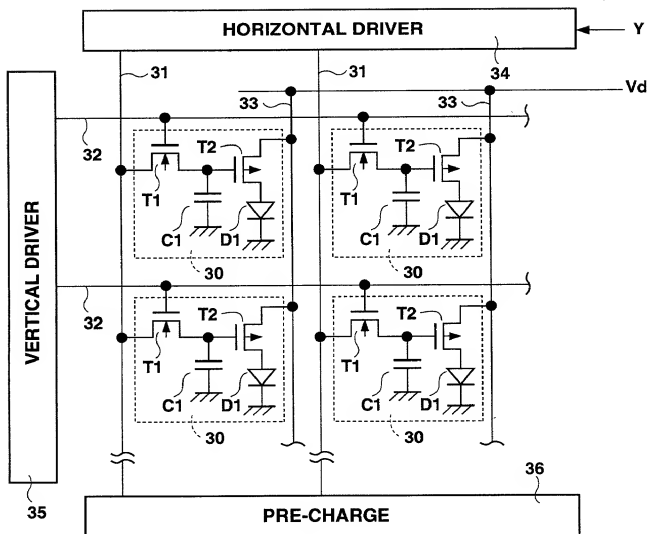 HORIZONTAL DRIVER
Y
31
31
34
33
33
Vd
32
T2
T2
T1
T1
C1
D1
C1
D1
30
30
VERTICAL DRIVER
32
T2
T2
T1
T1
C1
D1
C1
D1
30
30
35
36
PRE-CHARGE